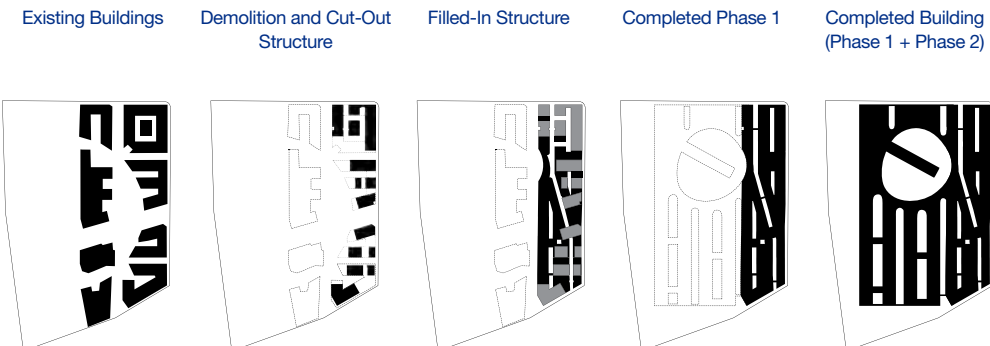 Existing Buildings
Demolition and Cut-Out
Structure
Filled-In Structure
Completed Phase 1
Completed Building
(Phase 1 + Phase 2)